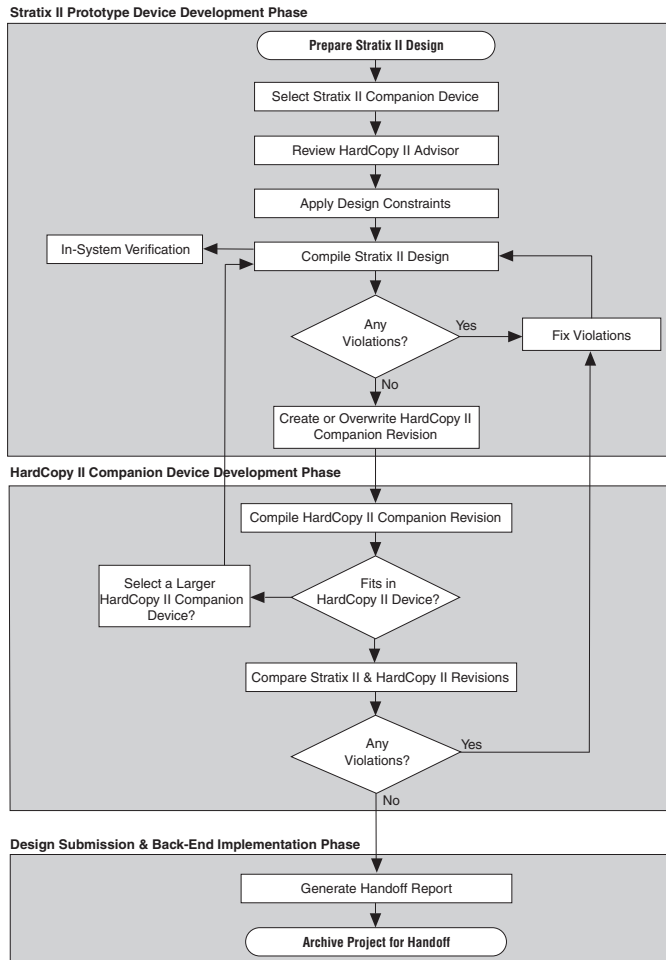 Stratix II Prototype Device Development Phase
Prepare Stratix II Design
Select Stratix II Companion Device
Review HardCopy II Advisor
Apply Design Constraints
In-System Verification
Compile Stratix II Design
Any
Violations?
Yes
Fix Violations
No
Create or Overwrite HardCopy II
Companion Revision
HardCopy II Companion Device Development Phase
Compile HardCopy II Companion Revision
Select a Larger
HardCopy II Companion
Device?
Fits in
HardCopy II Device?
Compare Stratix II & HardCopy II Revisions
Any
Violations?
Yes
No
Design Submission & Back-End Implementation Phase
Generate Handoff Report
Archive Project for Handoff